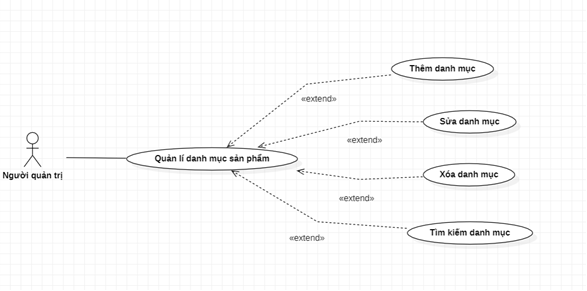 Thêm danh mục
«extend»
Sửa danh mục
«extend»
Quản lí danh mục sản phẩm
Người quản trị
Xóa danh mục
«extend»
Tìm kiếm danh mục
«extend»